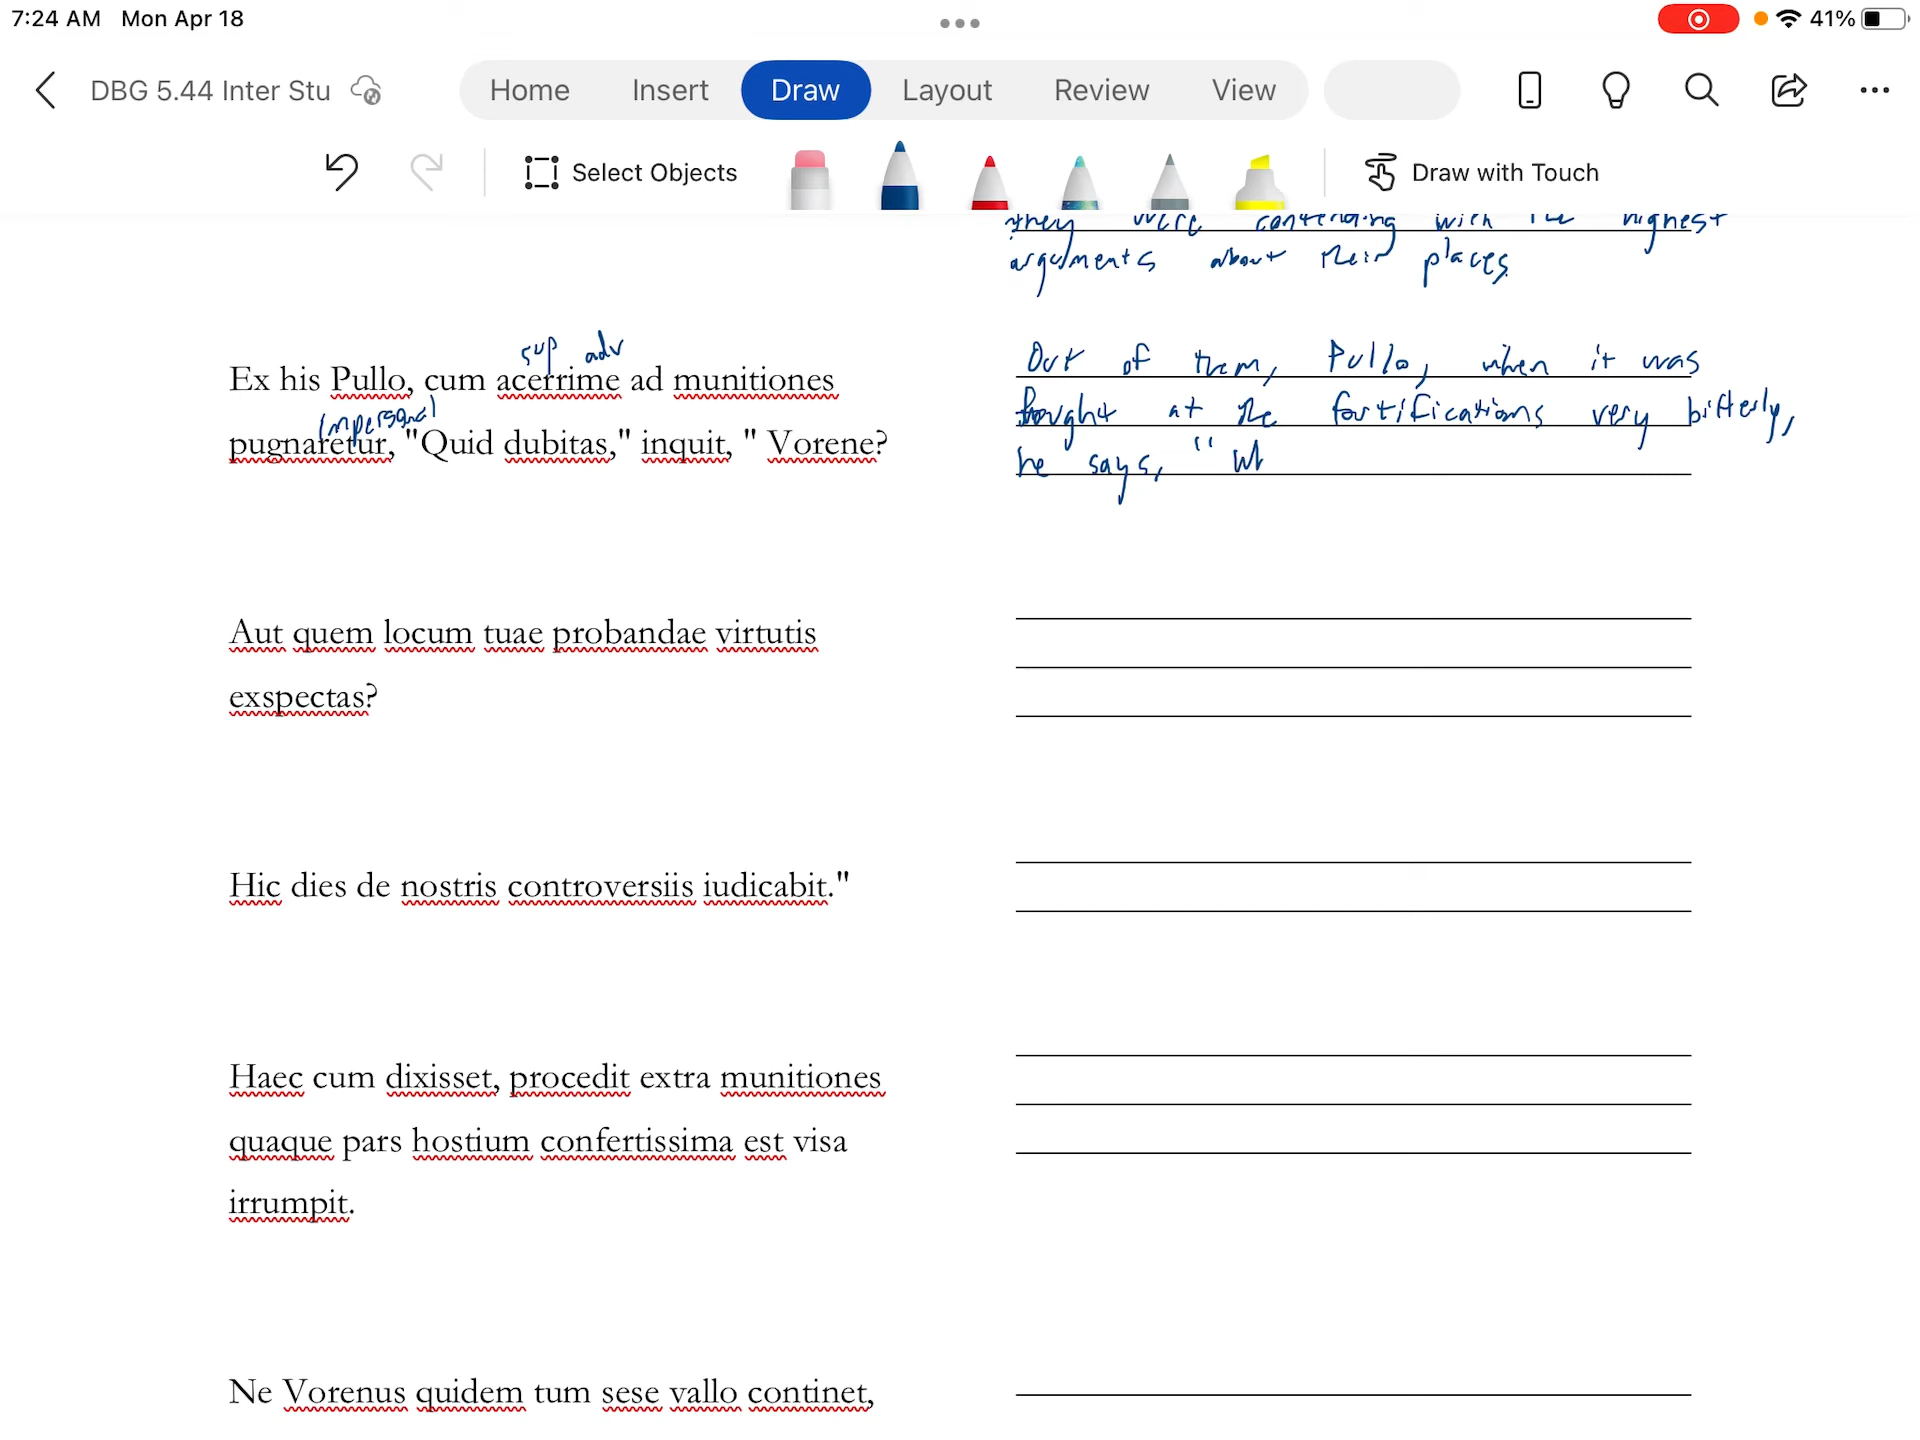 7:24 AM Mon Apr 18
41%
DBG 5.44 Inter Stu
Home Insert Draw Layout Review View
Select Objects
Draw with Touch
they were contending with the highest
arguments about their places
sup adv
Ex his Pullo, cum acerrime ad munitiones
impersonal
pugnaretur, "Quid dubitas," inquit, " Vorene?
Out of them, Pullo, when it was
fought at the fortifications very bitterly,
he says, " Wh
Aut quem locum tuae probandae virtutis
exspectas?
Hic dies de nostris controversiis iudicabit."
Haec cum dixisset, procedit extra munitiones
quaque pars hostium confertissima est visa
irrumpit.
Ne Vorenus quidem tum sese vallo continet,